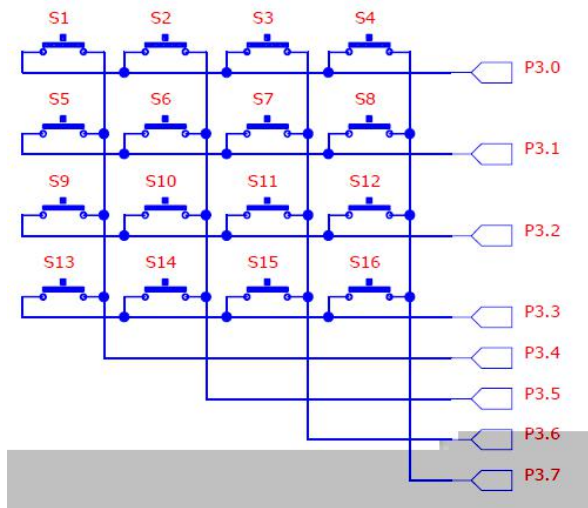 S1 S2 S3 S4
P3.0
S5 S6 S7 S8
P3.1
S9 S10 S11 S12
P3.2
S13 S14 S15 S16
P3.3
P3.4
P3.5
P3.6
P3.7